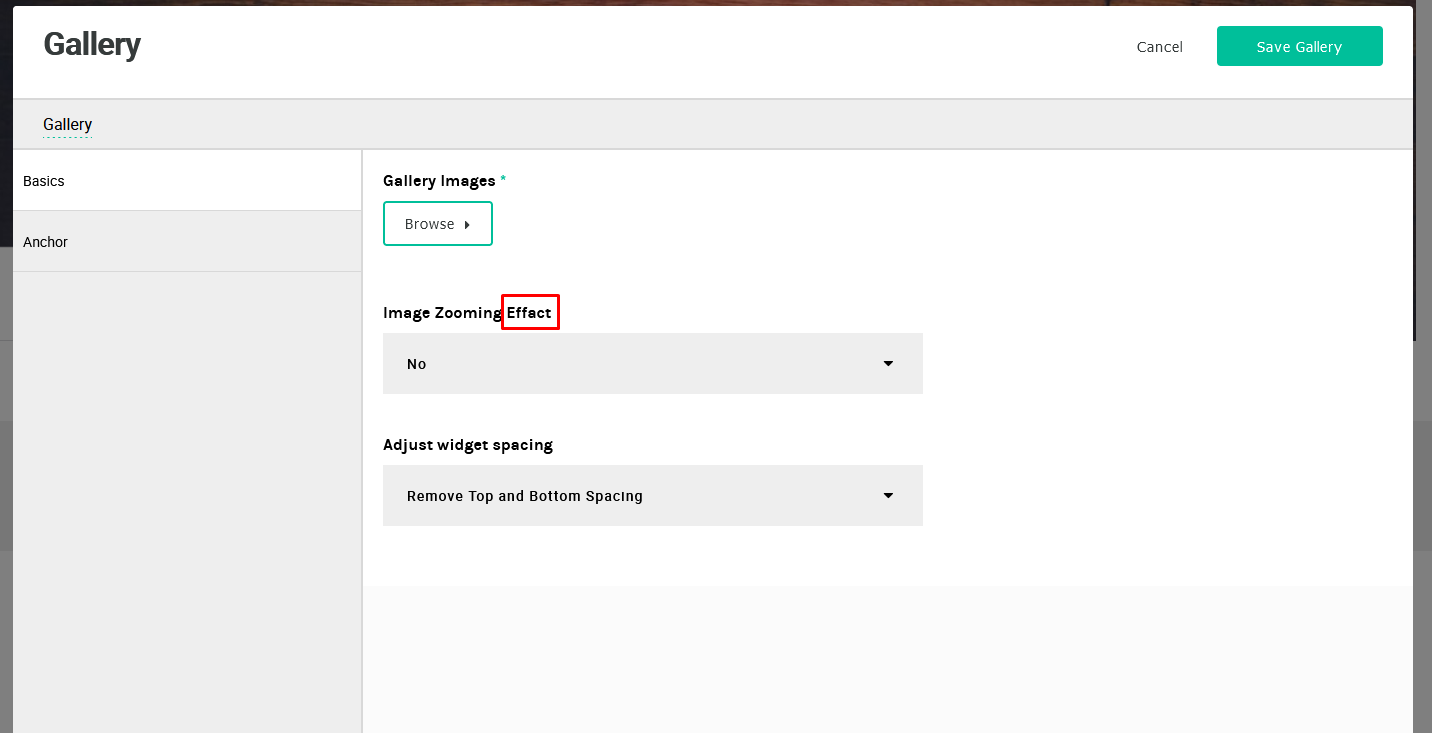 Gallery
Cancel
Save Gallery
Gallery
Basics
Anchor
Gallery Images *
Browse
Image Zooming Effact
No
Adjust widget spacing
Remove Top and Bottom Spacing